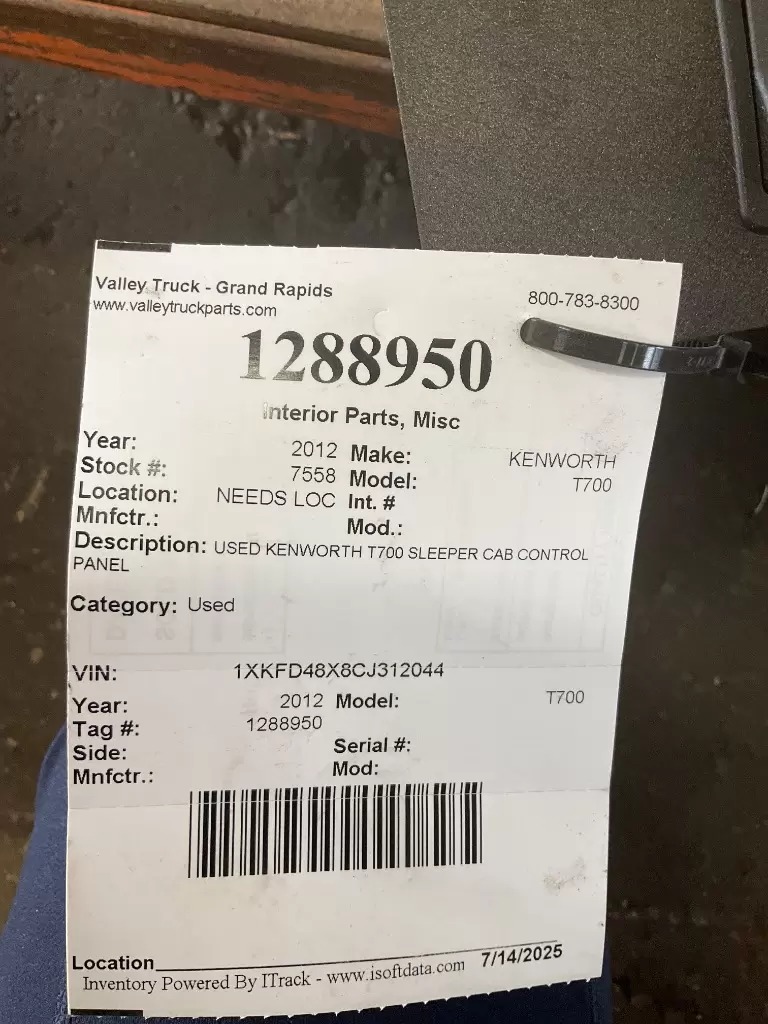 Valley Truck - Grand Rapids 800-783-8300
www.valleytruckparts.com
1288950
Interior Parts, Misc
Year: 2012 Make: KENWORTH
Stock #: 7558 Model: T700
Location: NEEDS LOC Int. #
Mnfctr.: Mod.:
Description: USED KENWORTH T700 SLEEPER CAB CONTROL
PANEL
Category: Used
VIN: 1XKFD48X8CJ312044
Year: 2012 Model: T700
Tag #: 1288950
Side: Serial #:
Mnfctr.: Mod:
Location 7/14/2025
Inventory Powered By ITrack - www.isoftdata.com